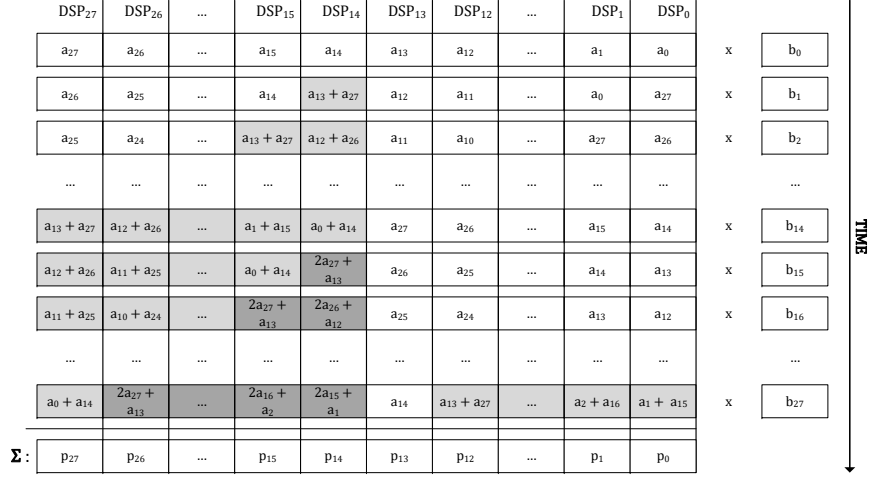 DSP₂₇ DSP₂₆ ... DSP₁₅ DSP₁₄ DSP₁₃ DSP₁₂ ... DSP₁ DSP₀
a₂₇ a₂₆ ... a₁₅ a₁₄ a₁₃ a₁₂ ... a₁ a₀ x b₀
a₂₆ a₂₅ ... a₁₄ a₁₃ + a₂₇ a₁₂ a₁₁ ... a₀ a₂₇ x b₁
a₂₅ a₂₄ ... a₁₃ + a₂₇ a₁₂ + a₂₆ a₁₁ a₁₀ ... a₂₇ a₂₆ x b₂
... ... ... ... ... ... ... ... ... ... ...
a₁₃ + a₂₇ a₁₂ + a₂₆ ... a₁ + a₁₅ a₀ + a₁₄ a₂₇ a₂₆ ... a₁₅ a₁₄ x b₁₄
a₁₂ + a₂₆ a₁₁ + a₂₅ ... a₀ + a₁₄ 2a₂₇ + a₁₃ a₂₆ a₂₅ ... a₁₄ a₁₃ x b₁₅
a₁₁ + a₂₅ a₁₀ + a₂₄ ... 2a₂₇ + a₁₃ 2a₂₆ + a₁₂ a₂₅ a₂₄ ... a₁₃ a₁₂ x b₁₆
... ... ... ... ... ... ... ... ... ... ...
a₀ + a₁₄ 2a₂₇ + a₁₃ ... 2a₁₆ + a₂ 2a₁₅ + a₁ a₁₄ a₁₃ + a₂₇ ... a₂ + a₁₆ a₁ + a₁₅ x b₂₇
Σ : p₂₇ p₂₆ ... p₁₅ p₁₄ p₁₃ p₁₂ ... p₁ p₀
TIME